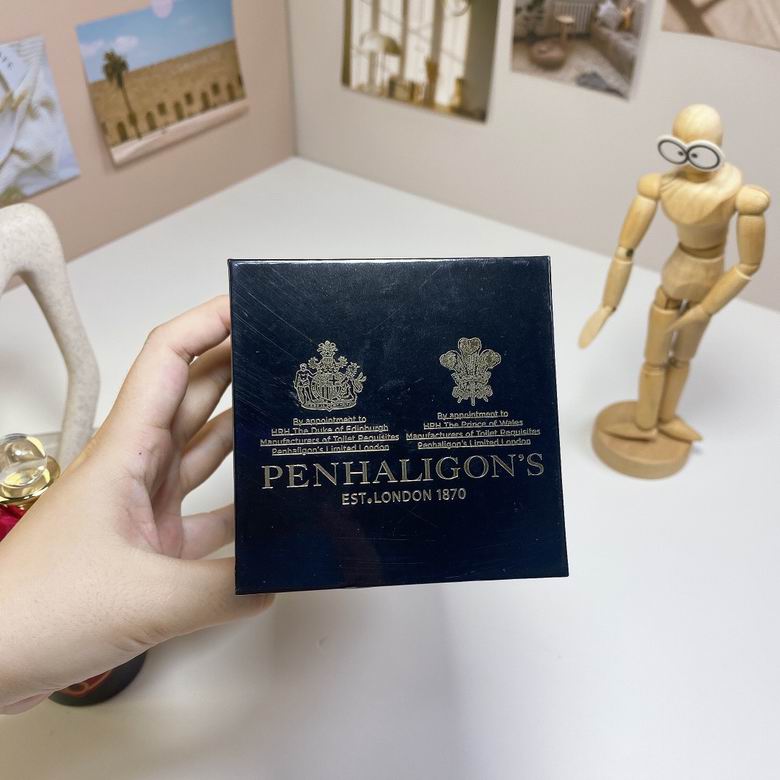 By appointment to
HRH The Duke of Edinburgh
Manufacturers of Toilet Requisites
Penhaligon's Limited London
By appointment to
HRH The Prince of Wales
Manufacturers of Toilet Requisites
Penhaligon's Limited London
PENHALIGON'S
EST. LONDON 1870